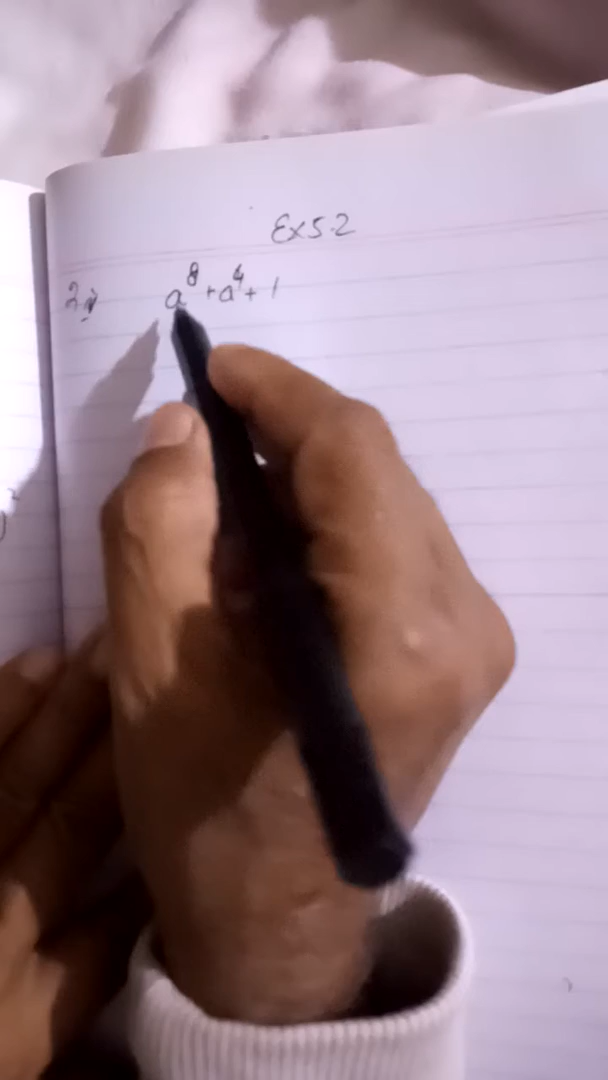 Ex 5.2
2. a⁸ + a⁴ + 1